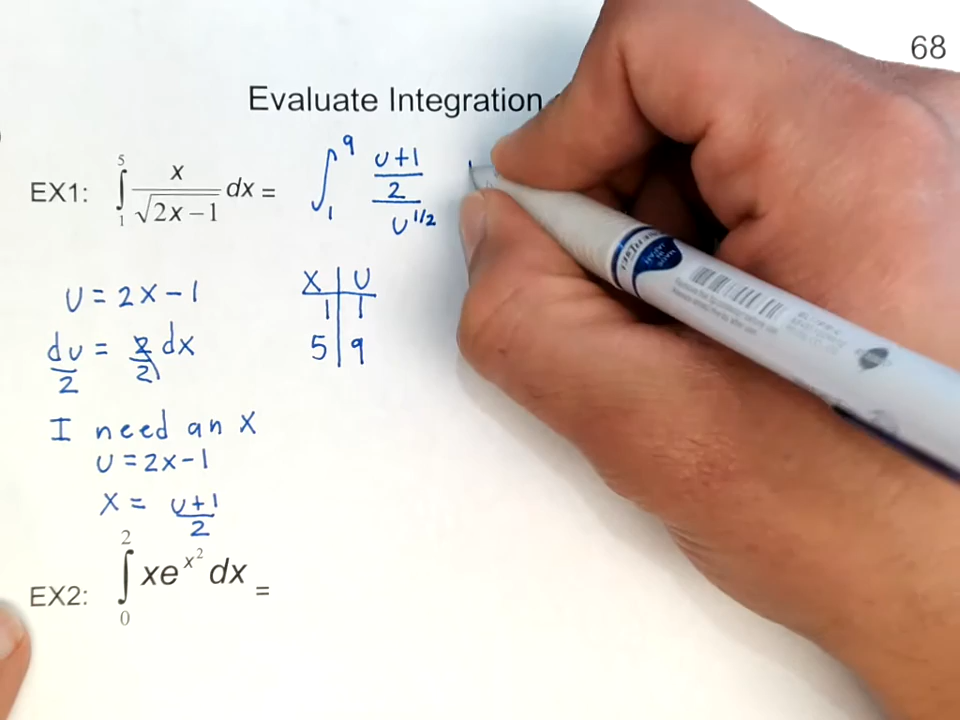 68
Evaluate Integration
EX1: ∫₁⁵ x/√(2x−1) dx = ∫₁⁹ ((u+1)/2)/u^(1/2)
u = 2x−1
du/2 = 2/2 dx
x | u
1 | 1
5 | 9
I need an x
u = 2x−1
x = (u+1)/2
EX2: ∫₀² xe^(x²) dx =